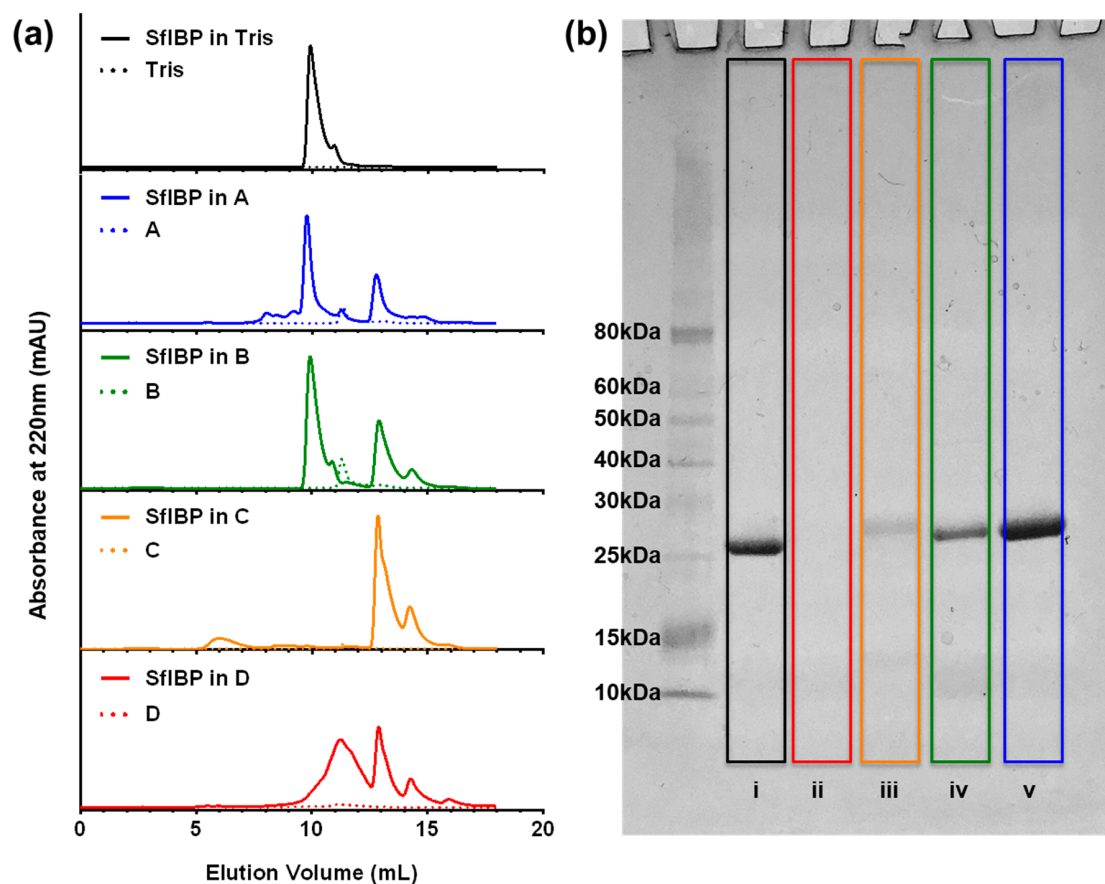 (a)
SfIBP in Tris
Tris
SfIBP in A
A
SfIBP in B
B
SfIBP in C
C
SfIBP in D
D
Absorbance at 220nm (mAU)
0 5 10 15 20
Elution Volume (mL)
(b)
80kDa
60kDa
50kDa
40kDa
30kDa
25kDa
15kDa
10kDa
i ii iii iv v